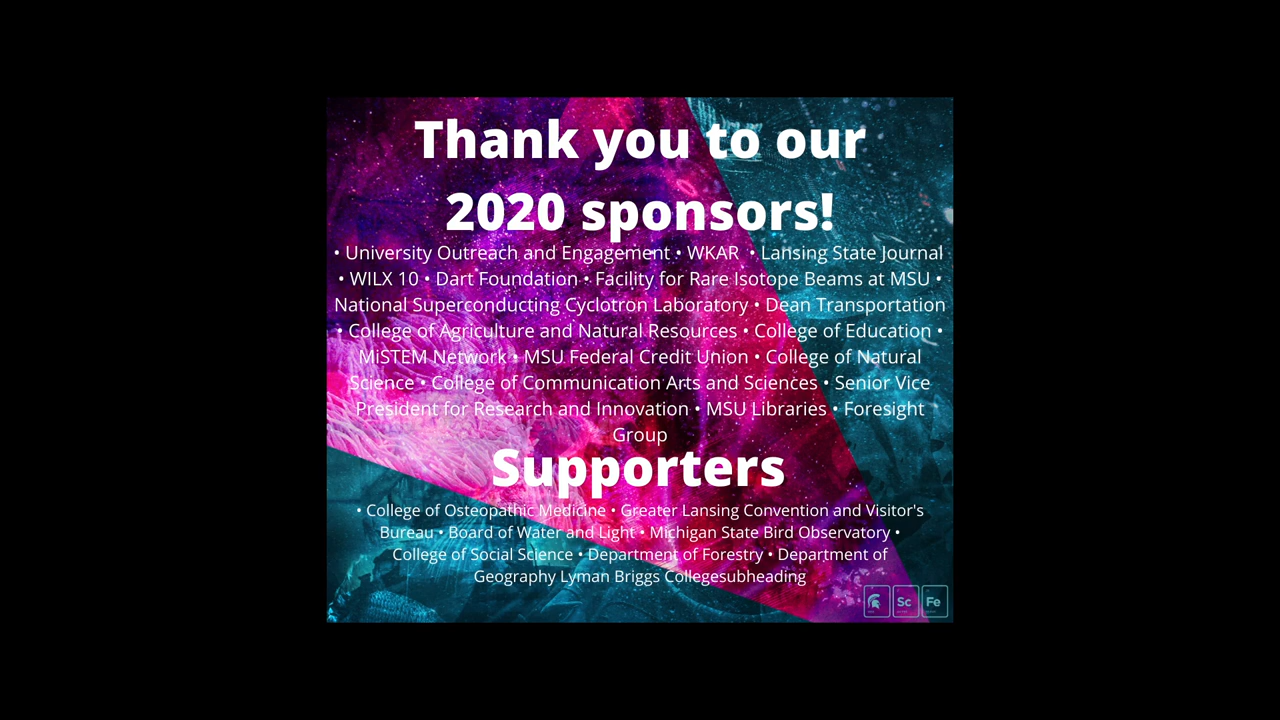 Thank you to our
2020 sponsors!
• University Outreach and Engagement • WKAR • Lansing State Journal
• WILX 10 • Dart Foundation • Facility for Rare Isotope Beams at MSU •
National Superconducting Cyclotron Laboratory • Dean Transportation
• College of Agriculture and Natural Resources • College of Education •
MiSTEM Network • MSU Federal Credit Union • College of Natural
Science • College of Communication Arts and Sciences • Senior Vice
President for Research and Innovation • MSU Libraries • Foresight
Group
Supporters
• College of Osteopathic Medicine • Greater Lansing Convention and Visitor's
Bureau • Board of Water and Light • Michigan State Bird Observatory •
College of Social Science • Department of Forestry • Department of
Geography Lyman Briggs Collegesubheading
Sc Fe